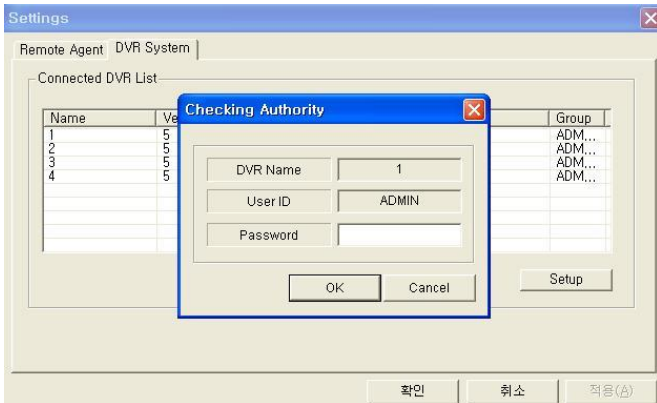 Settings
Remote Agent DVR System
Connected DVR List
Name Ve Group
1 5 ADM...
2 5 ADM...
3 5 ADM...
4 5 ADM...
Checking Authority
DVR Name 1
User ID ADMIN
Password
OK Cancel
Setup
확인 취소 적용(A)